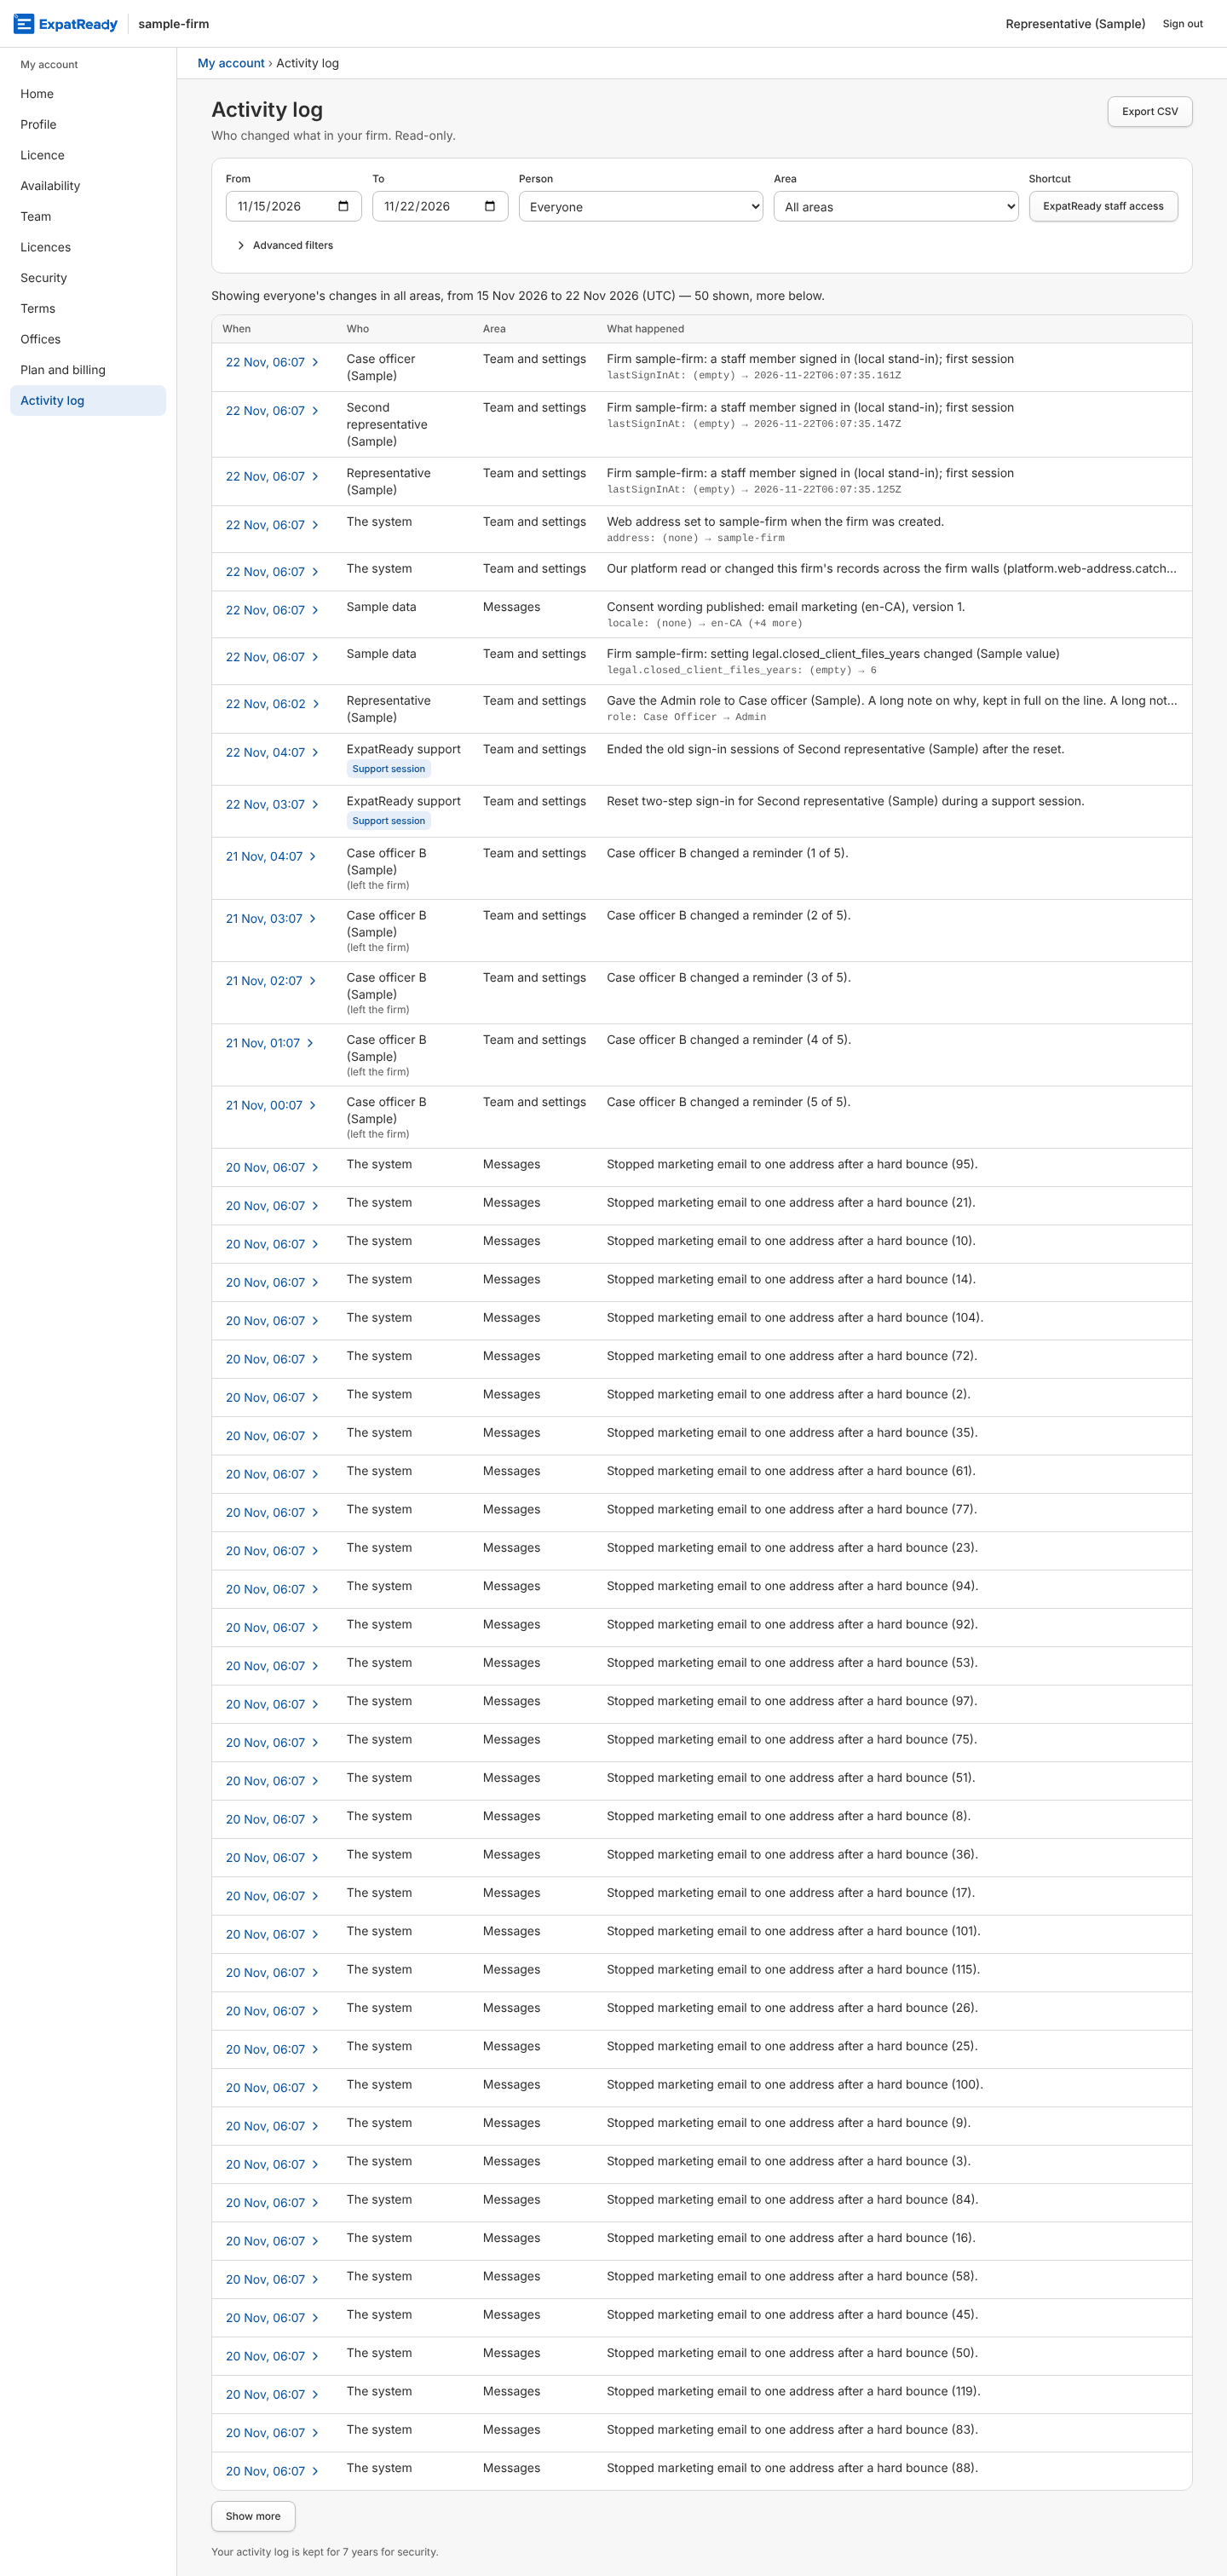 ExpatReady
sample-firm
Representative (Sample)
Sign out
My account
Home
Profile
Licence
Availability
Team
Licences
Security
Terms
Offices
Plan and billing
Activity log
My account › Activity log
Activity log
Export CSV
Who changed what in your firm. Read-only.
From
To
Person
Area
Shortcut
11/15/2026
11/22/2026
Everyone
All areas
ExpatReady staff access
Advanced filters
Showing everyone's changes in all areas, from 15 Nov 2026 to 22 Nov 2026 (UTC) — 50 shown, more below.
When Who Area What happened
22 Nov, 06:07 Case officer (Sample) Team and settings Firm sample-firm: a staff member signed in (local stand-in); first session
lastSignInAt: (empty) → 2026-11-22T06:07:35.161Z
22 Nov, 06:07 Second representative (Sample) Team and settings Firm sample-firm: a staff member signed in (local stand-in); first session
lastSignInAt: (empty) → 2026-11-22T06:07:35.147Z
22 Nov, 06:07 Representative (Sample) Team and settings Firm sample-firm: a staff member signed in (local stand-in); first session
lastSignInAt: (empty) → 2026-11-22T06:07:35.125Z
22 Nov, 06:07 The system Team and settings Web address set to sample-firm when the firm was created.
address: (none) → sample-firm
22 Nov, 06:07 The system Team and settings Our platform read or changed this firm's records across the firm walls (platform.web-address.catch...
22 Nov, 06:07 Sample data Messages Consent wording published: email marketing (en-CA), version 1.
locale: (none) → en-CA (+4 more)
22 Nov, 06:07 Sample data Team and settings Firm sample-firm: setting legal.closed_client_files_years changed (Sample value)
legal.closed_client_files_years: (empty) → 6
22 Nov, 06:02 Representative (Sample) Team and settings Gave the Admin role to Case officer (Sample). A long note on why, kept in full on the line. A long not...
role: Case Officer → Admin
22 Nov, 04:07 ExpatReady support Team and settings Ended the old sign-in sessions of Second representative (Sample) after the reset.
Support session
22 Nov, 03:07 ExpatReady support Team and settings Reset two-step sign-in for Second representative (Sample) during a support session.
Support session
21 Nov, 04:07 Case officer B (Sample) Team and settings Case officer B changed a reminder (1 of 5).
(left the firm)
21 Nov, 03:07 Case officer B (Sample) Team and settings Case officer B changed a reminder (2 of 5).
(left the firm)
21 Nov, 02:07 Case officer B (Sample) Team and settings Case officer B changed a reminder (3 of 5).
(left the firm)
21 Nov, 01:07 Case officer B (Sample) Team and settings Case officer B changed a reminder (4 of 5).
(left the firm)
21 Nov, 00:07 Case officer B (Sample) Team and settings Case officer B changed a reminder (5 of 5).
(left the firm)
20 Nov, 06:07 The system Messages Stopped marketing email to one address after a hard bounce (95).
20 Nov, 06:07 The system Messages Stopped marketing email to one address after a hard bounce (21).
20 Nov, 06:07 The system Messages Stopped marketing email to one address after a hard bounce (10).
20 Nov, 06:07 The system Messages Stopped marketing email to one address after a hard bounce (14).
20 Nov, 06:07 The system Messages Stopped marketing email to one address after a hard bounce (104).
20 Nov, 06:07 The system Messages Stopped marketing email to one address after a hard bounce (72).
20 Nov, 06:07 The system Messages Stopped marketing email to one address after a hard bounce (2).
20 Nov, 06:07 The system Messages Stopped marketing email to one address after a hard bounce (35).
20 Nov, 06:07 The system Messages Stopped marketing email to one address after a hard bounce (61).
20 Nov, 06:07 The system Messages Stopped marketing email to one address after a hard bounce (77).
20 Nov, 06:07 The system Messages Stopped marketing email to one address after a hard bounce (23).
20 Nov, 06:07 The system Messages Stopped marketing email to one address after a hard bounce (94).
20 Nov, 06:07 The system Messages Stopped marketing email to one address after a hard bounce (92).
20 Nov, 06:07 The system Messages Stopped marketing email to one address after a hard bounce (53).
20 Nov, 06:07 The system Messages Stopped marketing email to one address after a hard bounce (97).
20 Nov, 06:07 The system Messages Stopped marketing email to one address after a hard bounce (75).
20 Nov, 06:07 The system Messages Stopped marketing email to one address after a hard bounce (51).
20 Nov, 06:07 The system Messages Stopped marketing email to one address after a hard bounce (8).
20 Nov, 06:07 The system Messages Stopped marketing email to one address after a hard bounce (36).
20 Nov, 06:07 The system Messages Stopped marketing email to one address after a hard bounce (17).
20 Nov, 06:07 The system Messages Stopped marketing email to one address after a hard bounce (101).
20 Nov, 06:07 The system Messages Stopped marketing email to one address after a hard bounce (115).
20 Nov, 06:07 The system Messages Stopped marketing email to one address after a hard bounce (26).
20 Nov, 06:07 The system Messages Stopped marketing email to one address after a hard bounce (25).
20 Nov, 06:07 The system Messages Stopped marketing email to one address after a hard bounce (100).
20 Nov, 06:07 The system Messages Stopped marketing email to one address after a hard bounce (9).
20 Nov, 06:07 The system Messages Stopped marketing email to one address after a hard bounce (3).
20 Nov, 06:07 The system Messages Stopped marketing email to one address after a hard bounce (84).
20 Nov, 06:07 The system Messages Stopped marketing email to one address after a hard bounce (16).
20 Nov, 06:07 The system Messages Stopped marketing email to one address after a hard bounce (58).
20 Nov, 06:07 The system Messages Stopped marketing email to one address after a hard bounce (45).
20 Nov, 06:07 The system Messages Stopped marketing email to one address after a hard bounce (50).
20 Nov, 06:07 The system Messages Stopped marketing email to one address after a hard bounce (119).
20 Nov, 06:07 The system Messages Stopped marketing email to one address after a hard bounce (83).
20 Nov, 06:07 The system Messages Stopped marketing email to one address after a hard bounce (88).
Show more
Your activity log is kept for 7 years for security.